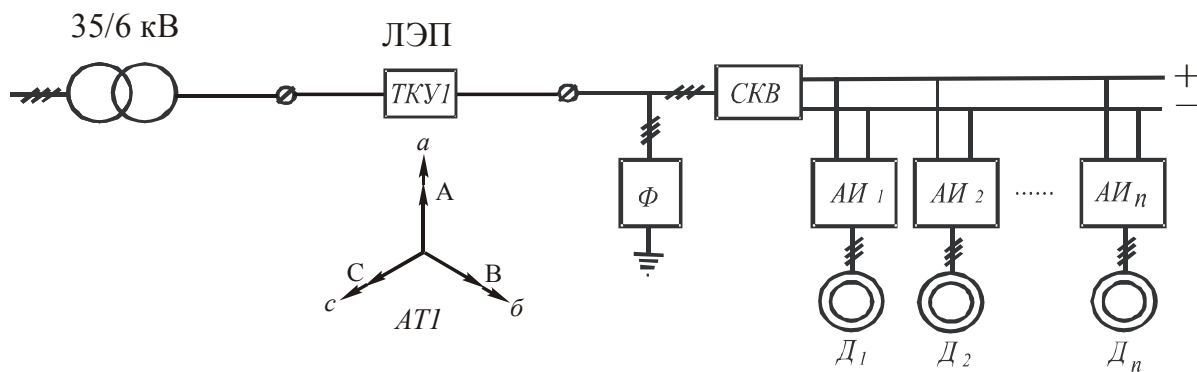 35/6 кВ
ЛЭП
ТКУ1
СКВ
+
−
а
А
С
В
с
б
АТ1
Ф
АИ 1
АИ 2
......
АИ n
Д 1
Д 2
Д n